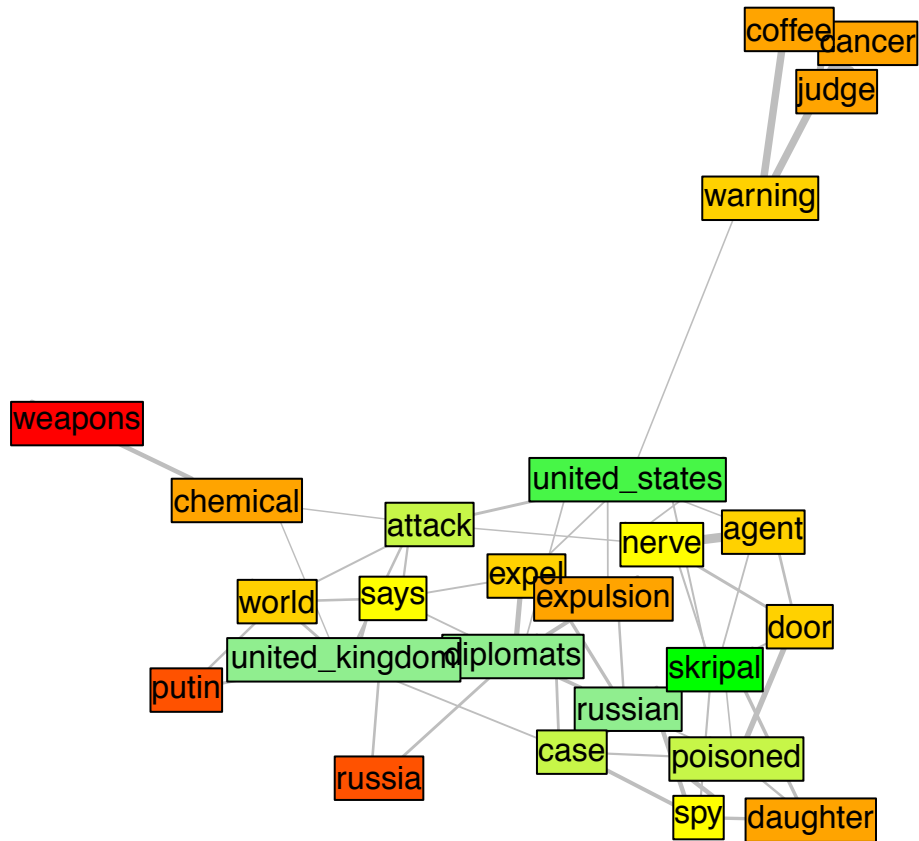 coffee
dancer
judge
warning
weapons
united_states
chemical
attack
agent
nerve
expel
says
expulsion
world
door
united_kingdom
diplomats
skripal
putin
russian
case
poisoned
russia
spy
daughter